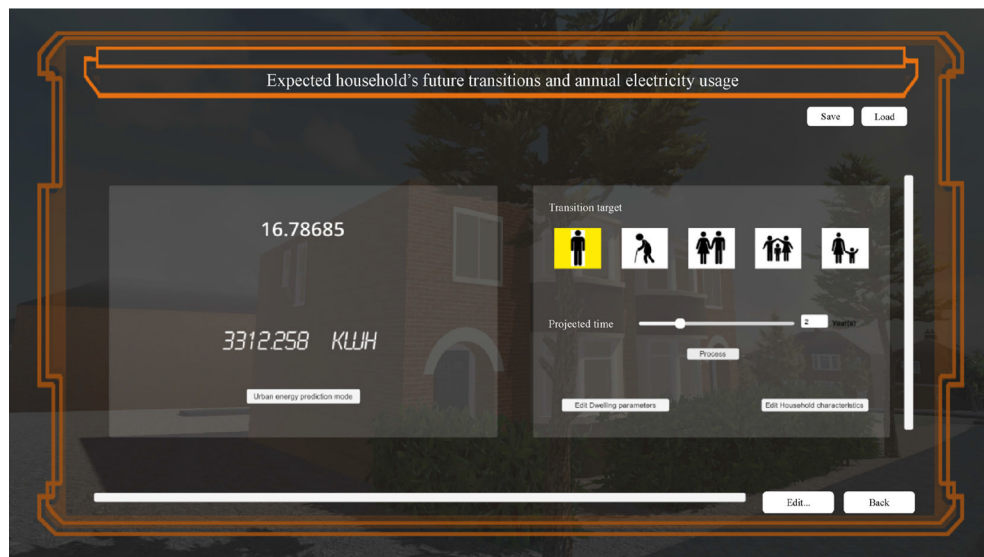 Expected household's future transitions and annual electricity usage
Save Load
16.78685
3312.258 KWH
Urban energy prediction mode
Transition target
Projected time 2 Year(s)
Process
Edit Dwelling parameters Edit Household characteristics
Edit... Back